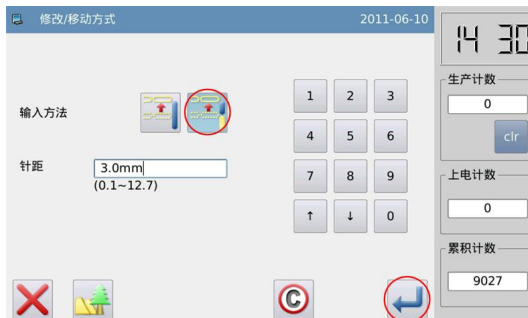 修改/移动方式 2011-06-10
14 30
生产计数
0
clr
输入方法
1 2 3
4 5 6
针距 3.0mm
(0.1~12.7)
7 8 9
↑ ↓ 0
上电计数
0
累积计数
9027
C